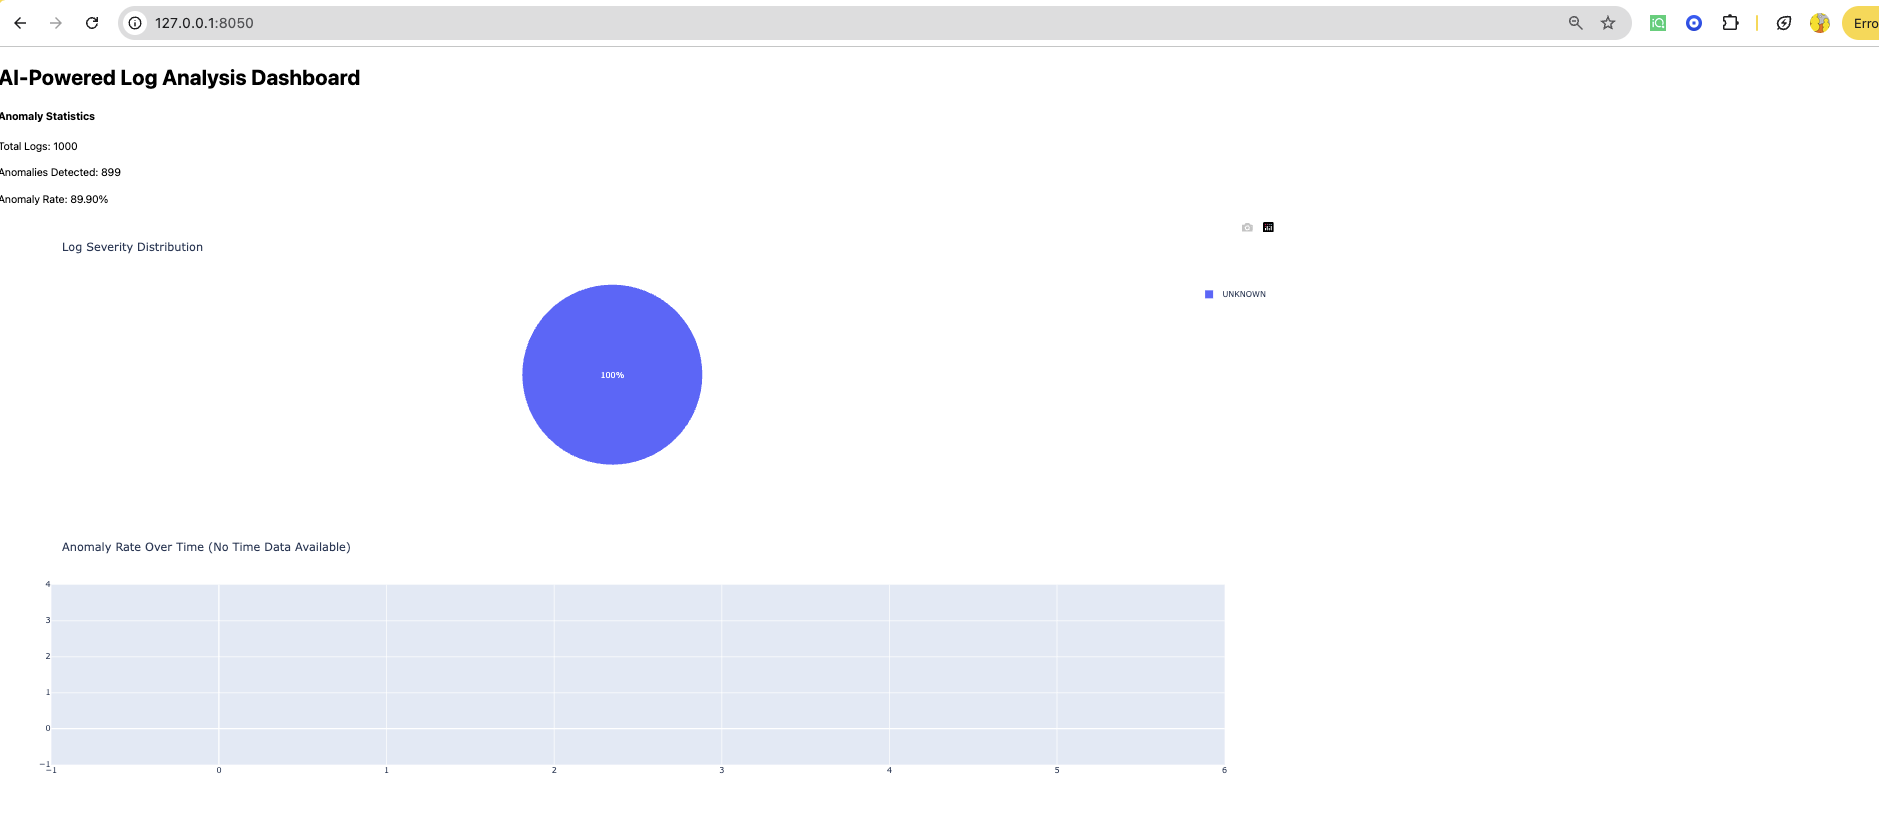 127.0.0.1:8050
iQ
Erro
AI-Powered Log Analysis Dashboard
Anomaly Statistics
Total Logs: 1000
Anomalies Detected: 899
Anomaly Rate: 89.90%
Log Severity Distribution
UNKNOWN
100%
Anomaly Rate Over Time (No Time Data Available)
4
3
2
1
0
−1
−1 0 1 2 3 4 5 6